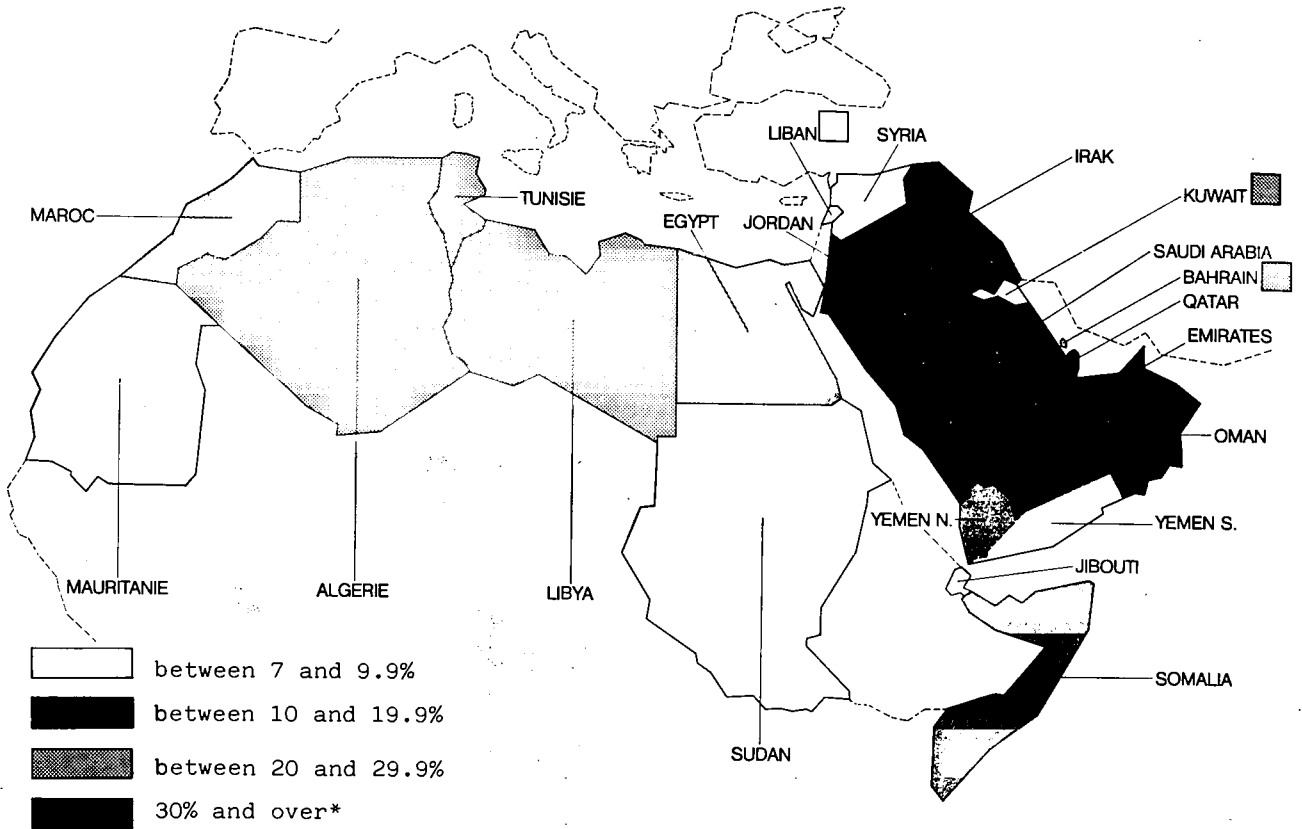 LIBAN
SYRIA
IRAK
KUWAIT
MAROC
TUNISIE
EGYPT
JORDAN
SAUDI ARABIA
BAHRAIN
QATAR
EMIRATES
OMAN
YEMEN N.
YEMEN S.
JIBOUTI
MAURITANIE
ALGERIE
LIBYA
SOMALIA
SUDAN
between 7 and 9.9%
between 10 and 19.9%
between 20 and 29.9%
30% and over*